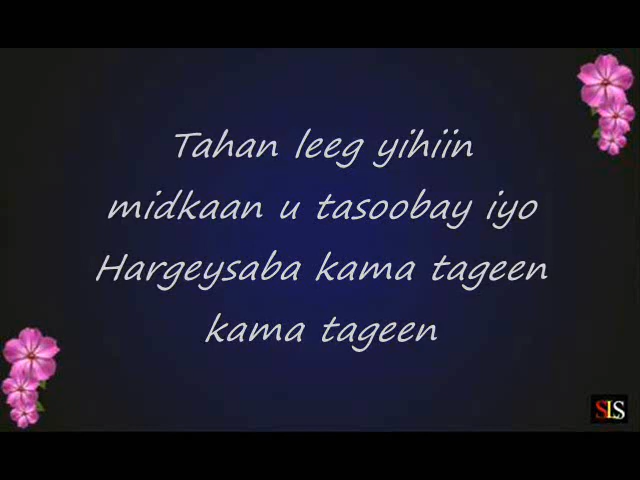 Tahan leeg yihiin
midkaan u tasoobay iyo
Hargeysaba kama tageen
kama tageen
SLS